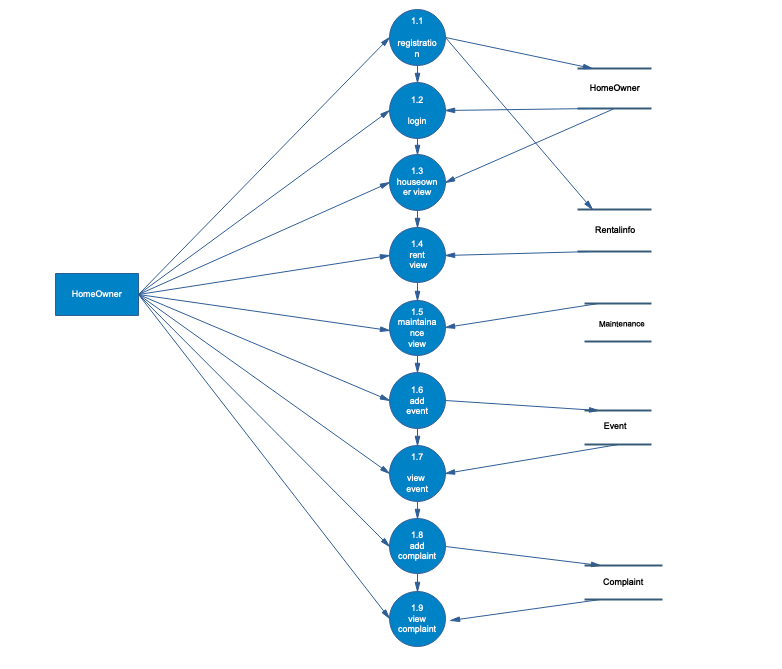 1.1
registratio
n
HomeOwner
1.2
login
1.3
houseown
er view
Rentalinfo
1.4
rent
view
HomeOwner
1.5
maintaina
nce
view
Maintenance
1.6
add
event
Event
1.7
view
event
1.8
add
complaint
Complaint
1.9
view
complaint